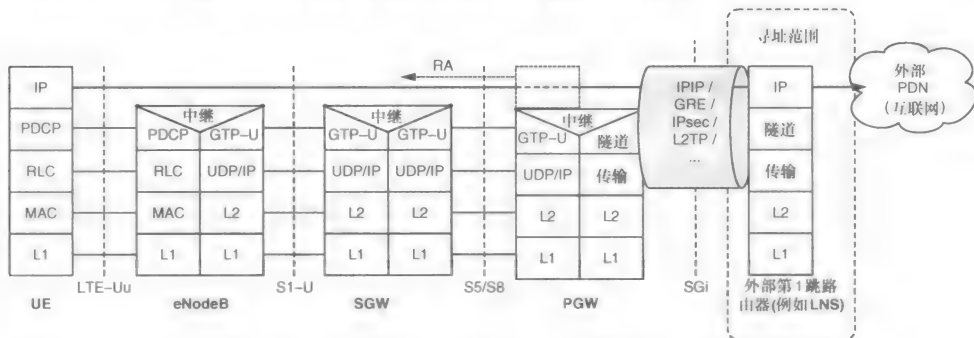 寻址范围
RA
外部
PDN
(互联网)
IP
IPIP /
GRE /
IPsec /
L2TP /
...
IP
中继
中继
中继
PDCP
PDCP
GTP-U
GTP-U
GTP-U
GTP-U
隧道
隧道
RLC
RLC
UDP/IP
UDP/IP
UDP/IP
UDP/IP
传输
传输
MAC
MAC
L2
L2
L2
L2
L2
L2
L1
L1
L1
L1
L1
L1
L1
L1
UE
LTE-Uu
eNodeB
S1-U
SGW
S5/S8
PGW
SGi
外部第1跳路
由器(例如LNS)